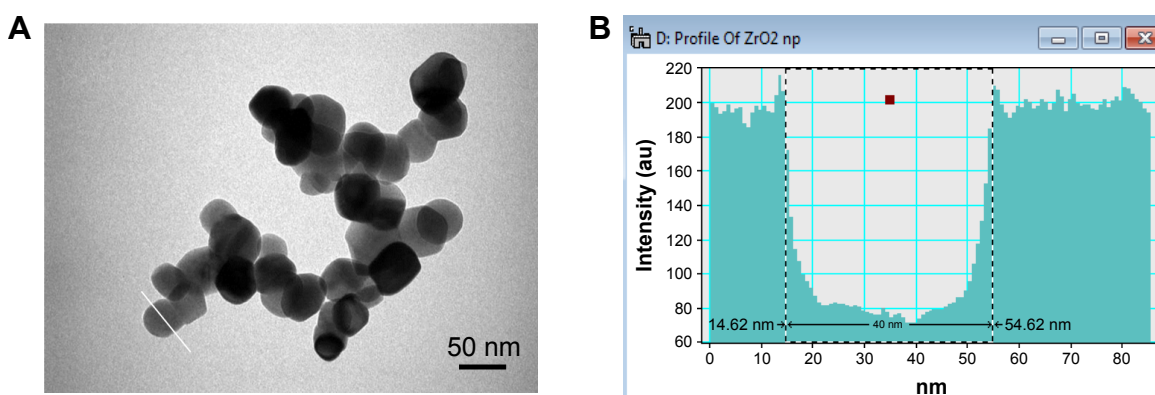 A
50 nm
B
D: Profile Of ZrO2 np
Intensity (au)
220
200
180
160
140
120
100
80
60
14.62 nm
40 nm
54.62 nm
0 10 20 30 40 50 60 70 80
nm